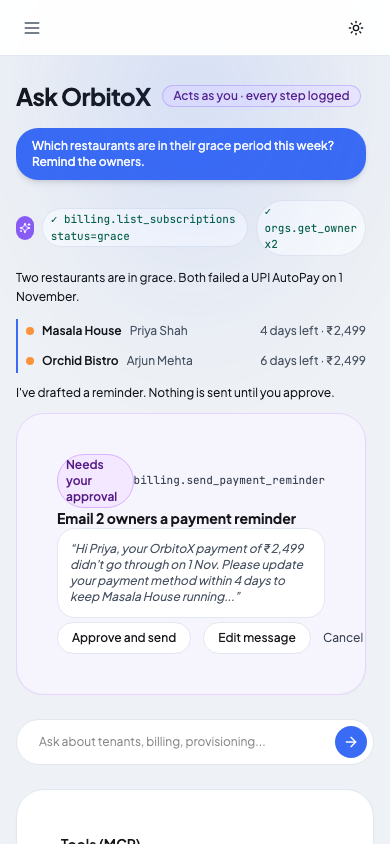 Ask OrbitoX
Acts as you · every step logged
Which restaurants are in their grace period this week?
Remind the owners.
✓ billing.list_subscriptions
status=grace
✓
orgs.get_owner
x2
Two restaurants are in grace. Both failed a UPI AutoPay on 1
November.
Masala House Priya Shah 4 days left · ₹2,499
Orchid Bistro Arjun Mehta 6 days left · ₹2,499
I've drafted a reminder. Nothing is sent until you approve.
Needs
your
approval
billing.send_payment_reminder
Email 2 owners a payment reminder
“Hi Priya, your OrbitoX payment of ₹2,499
didn’t go through on 1 Nov. Please update
your payment method within 4 days to
keep Masala House running...”
Approve and send Edit message Cancel
Ask about tenants, billing, provisioning...
Tools (MCP)